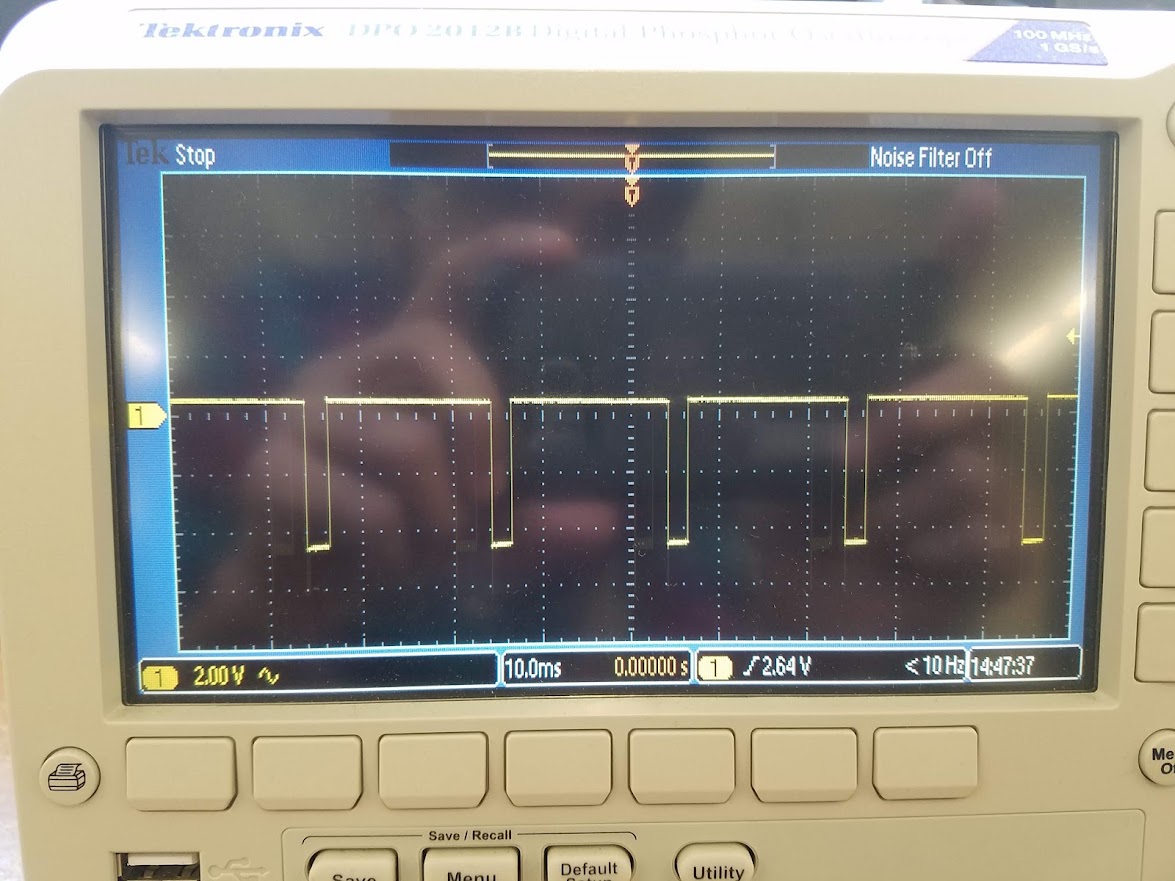 Tektronix DPO 2012B Digital Phosphor Oscilloscope
100 MHz
1 GS/s
Tek Stop
Noise Filter Off
T
T
1
1 2.00 V 10.0ms 0.00000 s 1 2.64 V < 10 Hz 14:47:37
Save / Recall
Save
Menu
Default
Setup
Utility